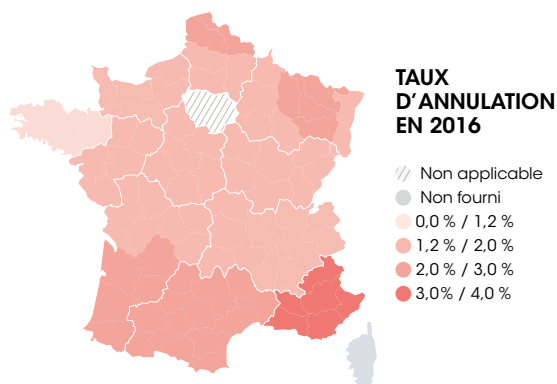 TAUX
D'ANNULATION
EN 2016
Non applicable
Non fourni
0,0 % / 1,2 %
1,2 % / 2,0 %
2,0 % / 3,0 %
3,0% / 4,0 %